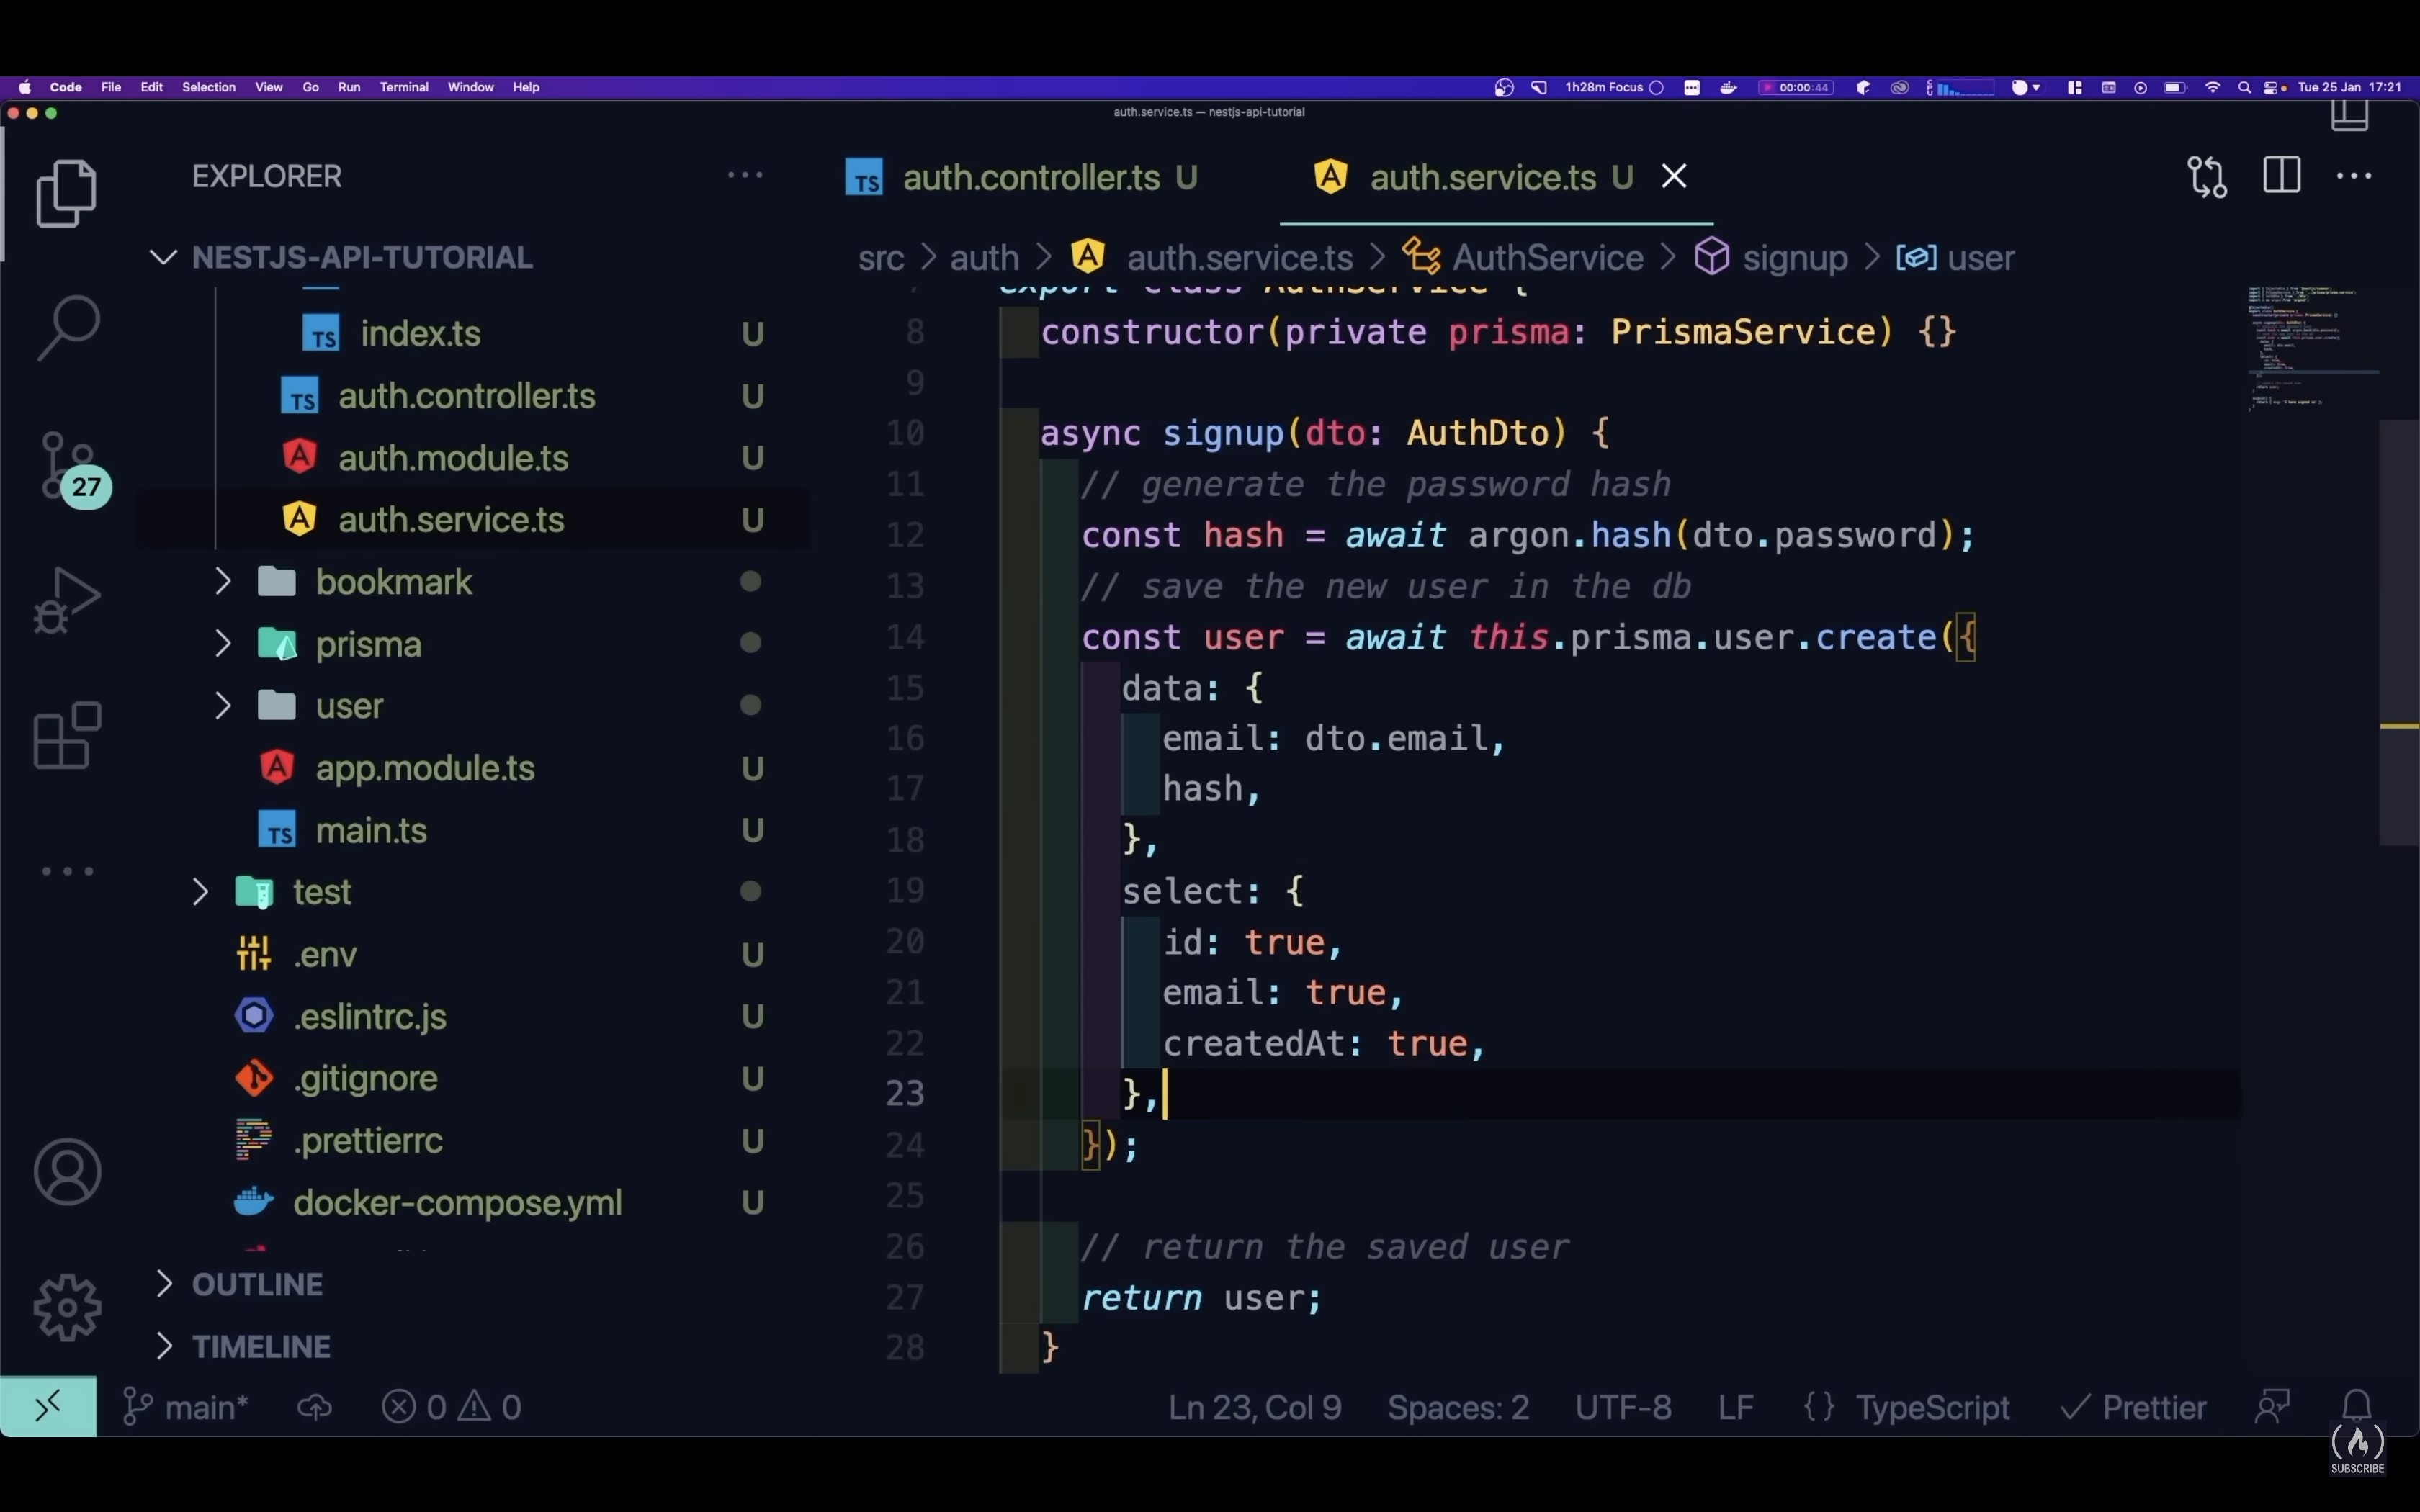 Code File Edit Selection View Go Run Terminal Window Help
1h28m Focus 00:00:44 Tue 25 Jan 17:21
auth.service.ts — nestjs-api-tutorial
EXPLORER
NESTJS-API-TUTORIAL
index.ts U
auth.controller.ts U
auth.module.ts U
auth.service.ts U
bookmark
prisma
user
app.module.ts U
main.ts U
test
.env U
.eslintrc.js U
.gitignore U
.prettierrc U
docker-compose.yml U
OUTLINE
TIMELINE
27
auth.controller.ts U auth.service.ts U
src > auth > auth.service.ts > AuthService > signup > user
export class AuthService {
8 constructor(private prisma: PrismaService) {}
9
10 async signup(dto: AuthDto) {
11 // generate the password hash
12 const hash = await argon.hash(dto.password);
13 // save the new user in the db
14 const user = await this.prisma.user.create({
15 data: {
16 email: dto.email,
17 hash,
18 },
19 select: {
20 id: true,
21 email: true,
22 createdAt: true,
23 },
24 });
25
26 // return the saved user
27 return user;
28 }
main* 0 0 Ln 23, Col 9 Spaces: 2 UTF-8 LF {} TypeScript Prettier
SUBSCRIBE